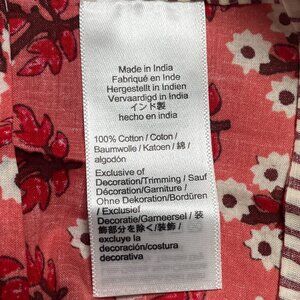 Made in India
Fabriqué en Inde
Hergestellt in Indien
Vervaardigd in India
インド製
hecho en india
100% Cotton / Coton /
Baumwolle / Katoen / 綿 /
algodón
Exclusive of
Decoration/Trimming / Sauf
Décoration/Garniture /
Ohne Dekoration/Bordüren
/ Exclusief
Decoratie/Garneersel / 装
飾部分を除く/装飾 /
excluye la
decoración/costura
decorativa